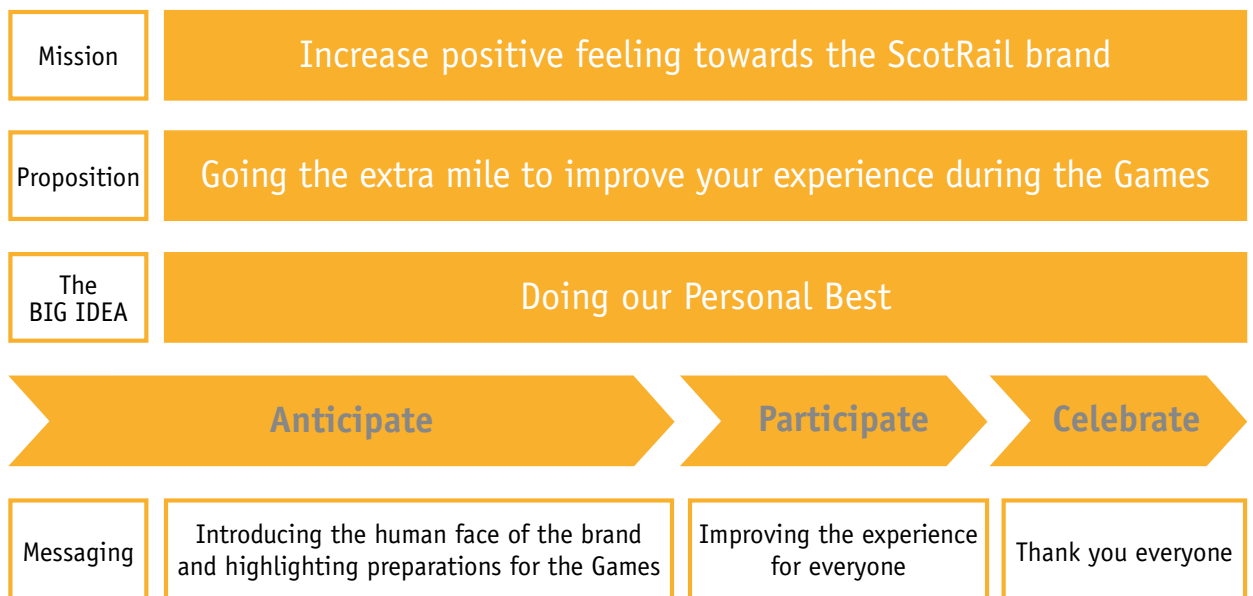 Mission
Increase positive feeling towards the ScotRail brand
Proposition
Going the extra mile to improve your experience during the Games
The
BIG IDEA
Doing our Personal Best
Anticipate
Participate
Celebrate
Messaging
Introducing the human face of the brand
and highlighting preparations for the Games
Improving the experience
for everyone
Thank you everyone